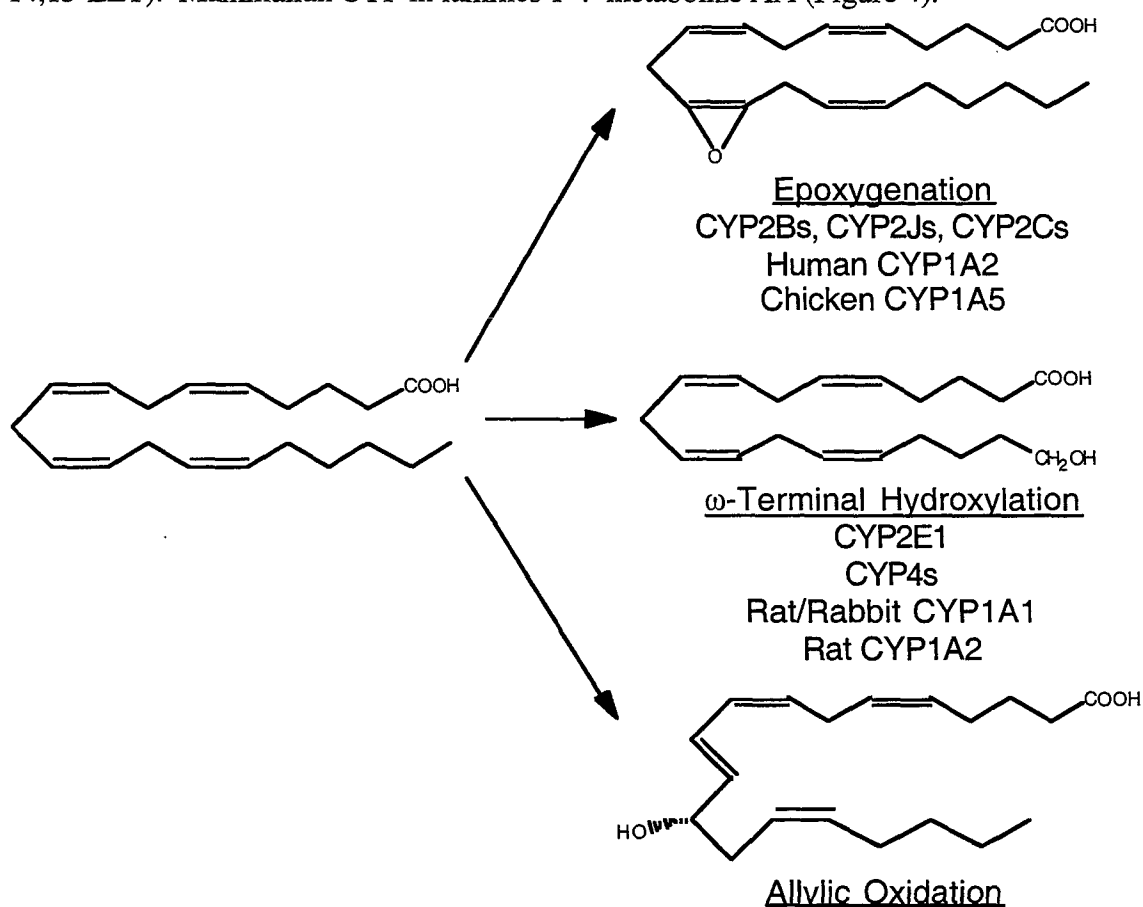 COOH
O
Epoxygenation
CYP2Bs, CYP2Js, CYP2Cs
Human CYP1A2
Chicken CYP1A5
COOH
COOH
CH2OH
ω-Terminal Hydroxylation
CYP2E1
CYP4s
Rat/Rabbit CYP1A1
Rat CYP1A2
COOH
HO
Allylic Oxidation